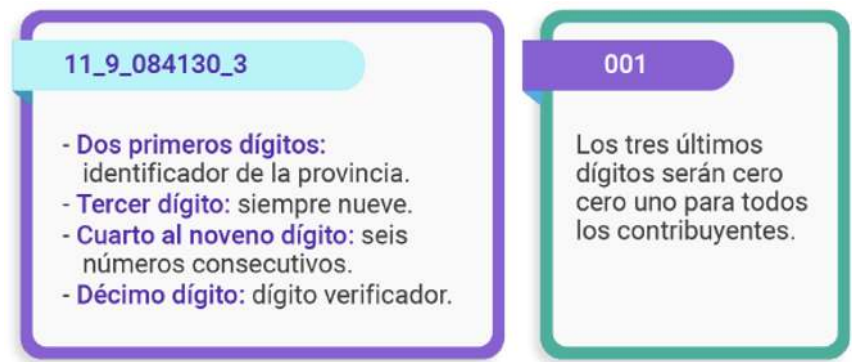 11_9_084130_3
- Dos primeros dígitos:
identificador de la provincia.
- Tercer dígito: siempre nueve.
- Cuarto al noveno dígito: seis
números consecutivos.
- Décimo dígito: dígito verificador.
001
Los tres últimos
dígitos serán cero
cero uno para todos
los contribuyentes.